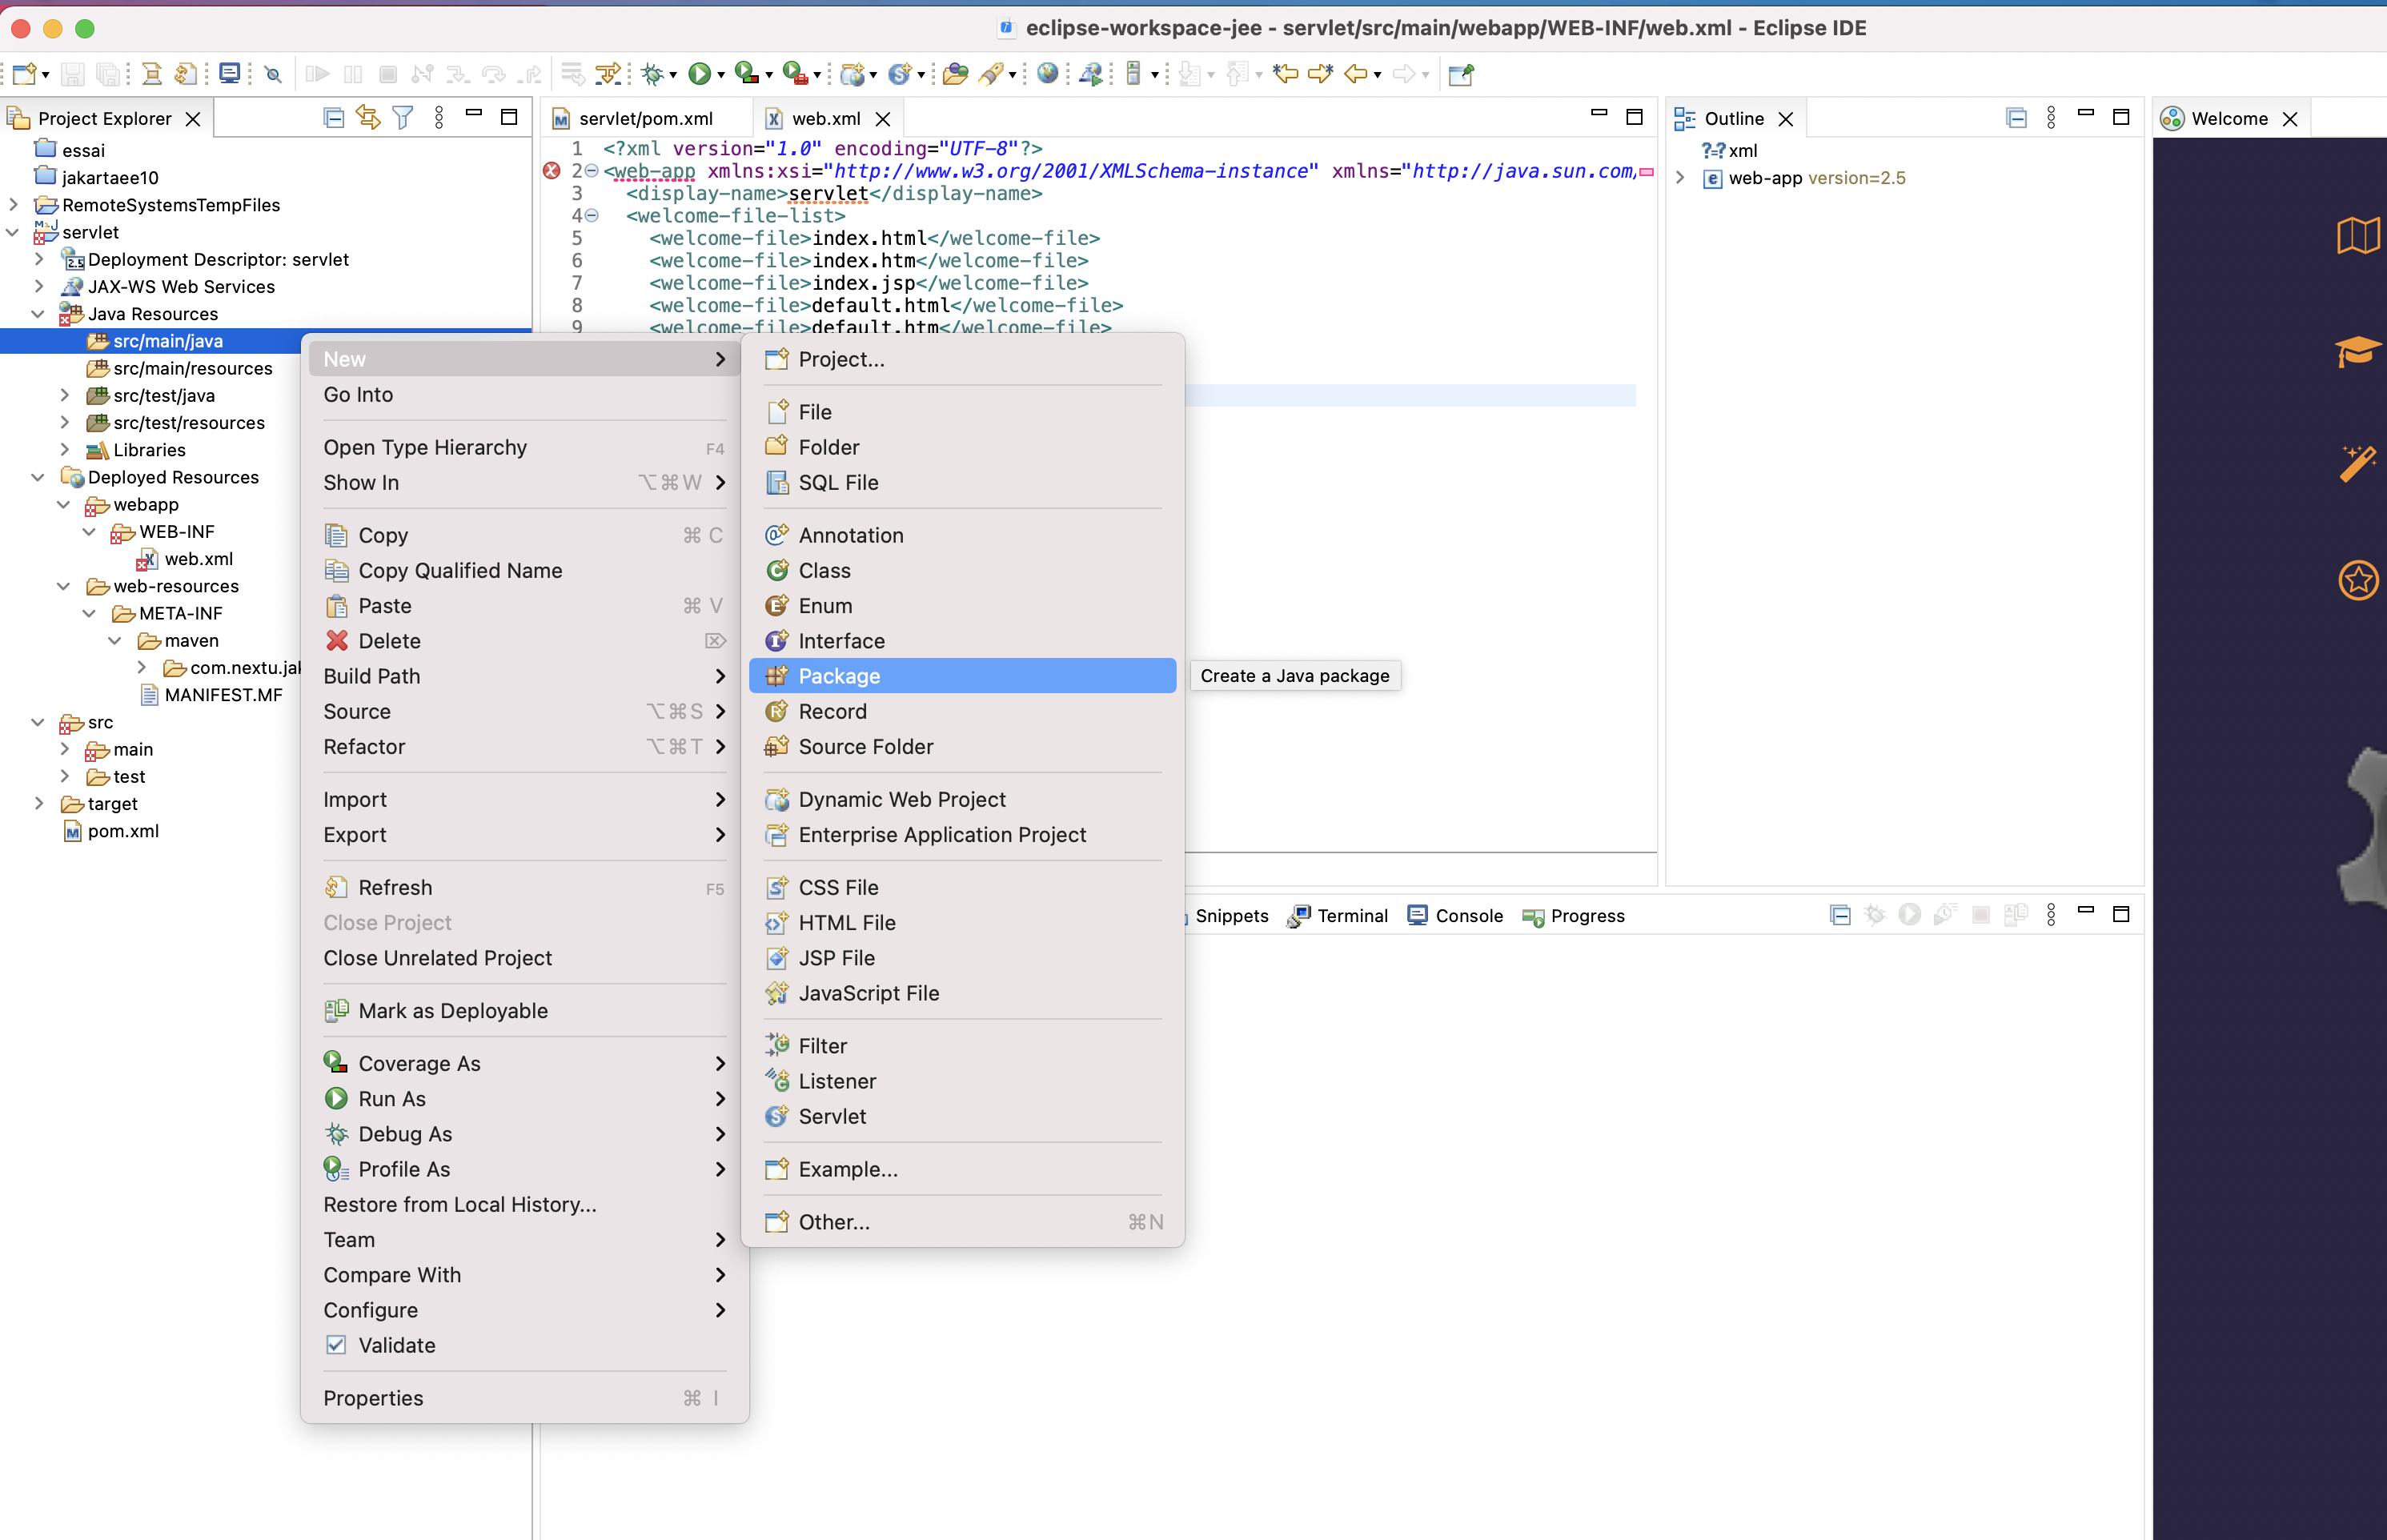 eclipse-workspace-jee - servlet/src/main/webapp/WEB-INF/web.xml - Eclipse IDE
Project Explorer
essai
jakartaee10
RemoteSystemsTempFiles
servlet
Deployment Descriptor: servlet
JAX-WS Web Services
Java Resources
src/main/java
src/main/resources
src/test/java
src/test/resources
Libraries
Deployed Resources
webapp
WEB-INF
web.xml
web-resources
META-INF
maven
com.nextu.jak
MANIFEST.MF
src
main
test
target
pom.xml
New
Go Into
Open Type Hierarchy F4
Show In ⌥⌘W
Copy ⌘ C
Copy Qualified Name
Paste ⌘ V
Delete ⌦
Build Path
Source ⌥⌘S
Refactor ⌥⌘T
Import
Export
Refresh F5
Close Project
Close Unrelated Project
Mark as Deployable
Coverage As
Run As
Debug As
Profile As
Restore from Local History...
Team
Compare With
Configure
Validate
Properties ⌘ I
Project...
File
Folder
SQL File
Annotation
Class
Enum
Interface
Package
Record
Source Folder
Dynamic Web Project
Enterprise Application Project
CSS File
HTML File
JSP File
JavaScript File
Filter
Listener
Servlet
Example...
Other... ⌘N
Create a Java package
servlet/pom.xml web.xml
1 <?xml version="1.0" encoding="UTF-8"?>
2 <web-app xmlns:xsi="http://www.w3.org/2001/XMLSchema-instance" xmlns="http://java.sun.com/
3 <display-name>servlet</display-name>
4 <welcome-file-list>
5 <welcome-file>index.html</welcome-file>
6 <welcome-file>index.htm</welcome-file>
7 <welcome-file>index.jsp</welcome-file>
8 <welcome-file>default.html</welcome-file>
9 <welcome-file>default.htm</welcome-file>
Snippets Terminal Console Progress
Outline
?=? xml
e web-app version=2.5
Welcome